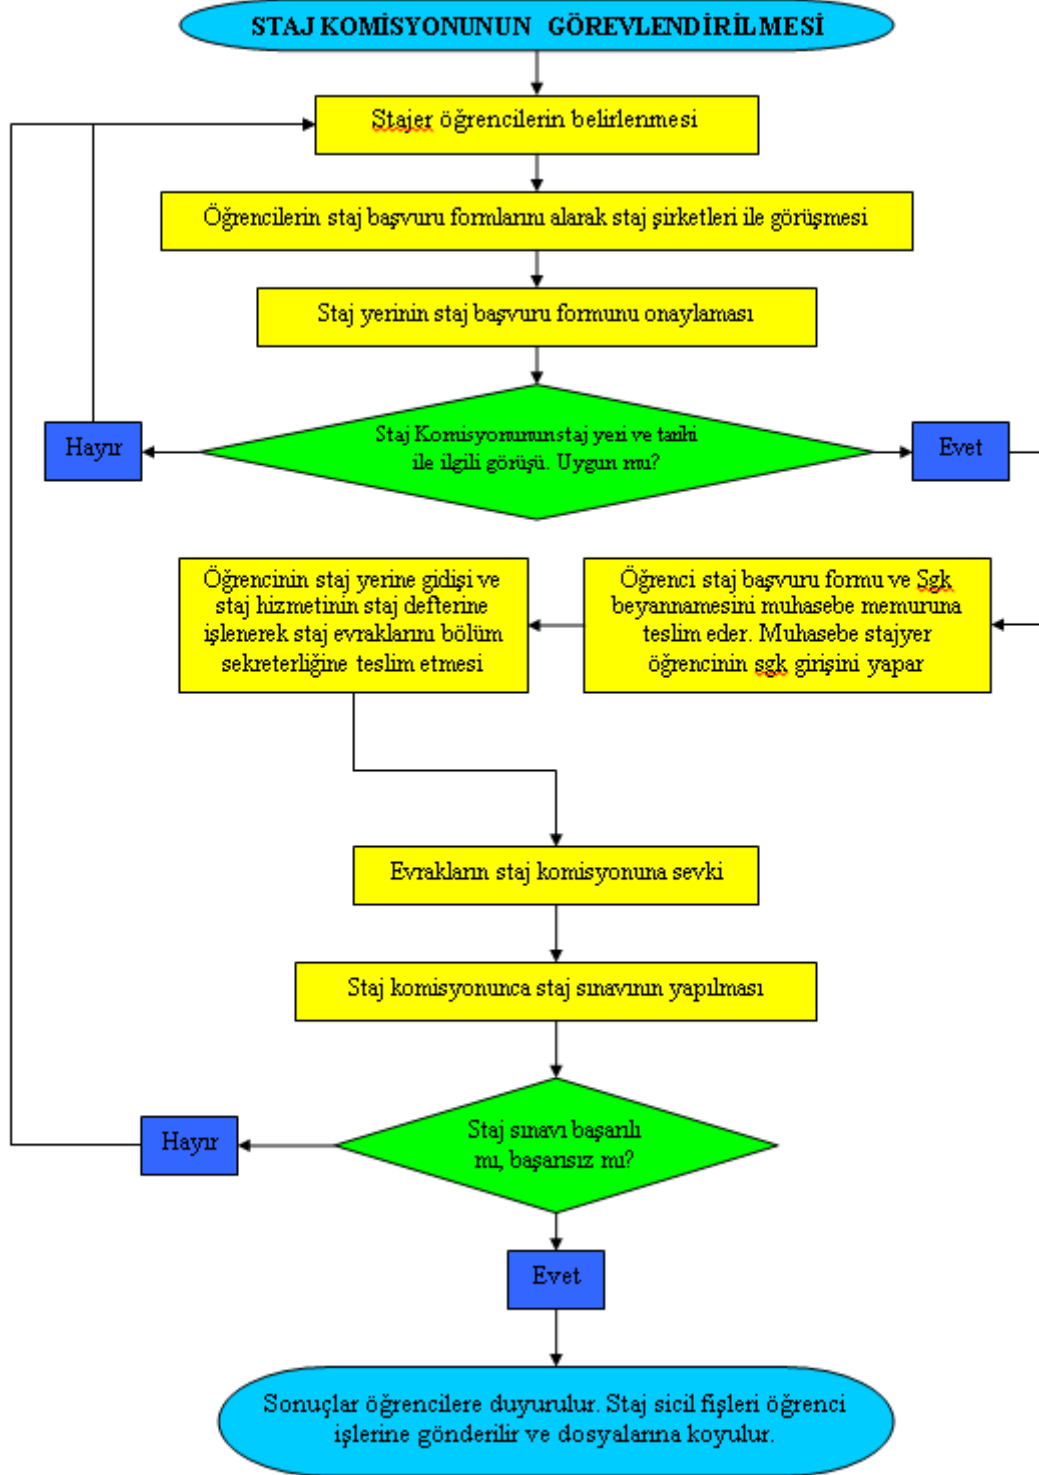 STAJ KOMİSYONUNUN GÖREVLENDİRİLMESİ
Stajer öğrencilerin belirlenmesi
Öğrencilerin staj başvuru formlarını alarak staj şirketleri ile görüşmesi
Staj yerinin staj başvuru formunu onaylaması
Hayır
Staj Komisyonunun staj yeri ve tarihi
ile ilgili görüşü. Uygun mu?
Evet
Öğrencinin staj yerine gidişi ve
staj hizmetinin staj defterine
işlenerek staj evraklarını bölüm
sekreterliğine teslim etmesi
Öğrenci staj başvuru formu ve Sgk
beyannamesini muhasebe memuruna
teslim eder. Muhasebe stajyer
öğrencinin sgk girişini yapar
Evrakların staj komisyonuna sevki
Staj komisyonunca staj sınavının yapılması
Hayır
Staj sınavı başarılı
mı, başarısız mı?
Evet
Sonuçlar öğrencilere duyurulur. Staj sicil fişleri öğrenci
işlerine gönderilir ve dosyalarına koyulur.